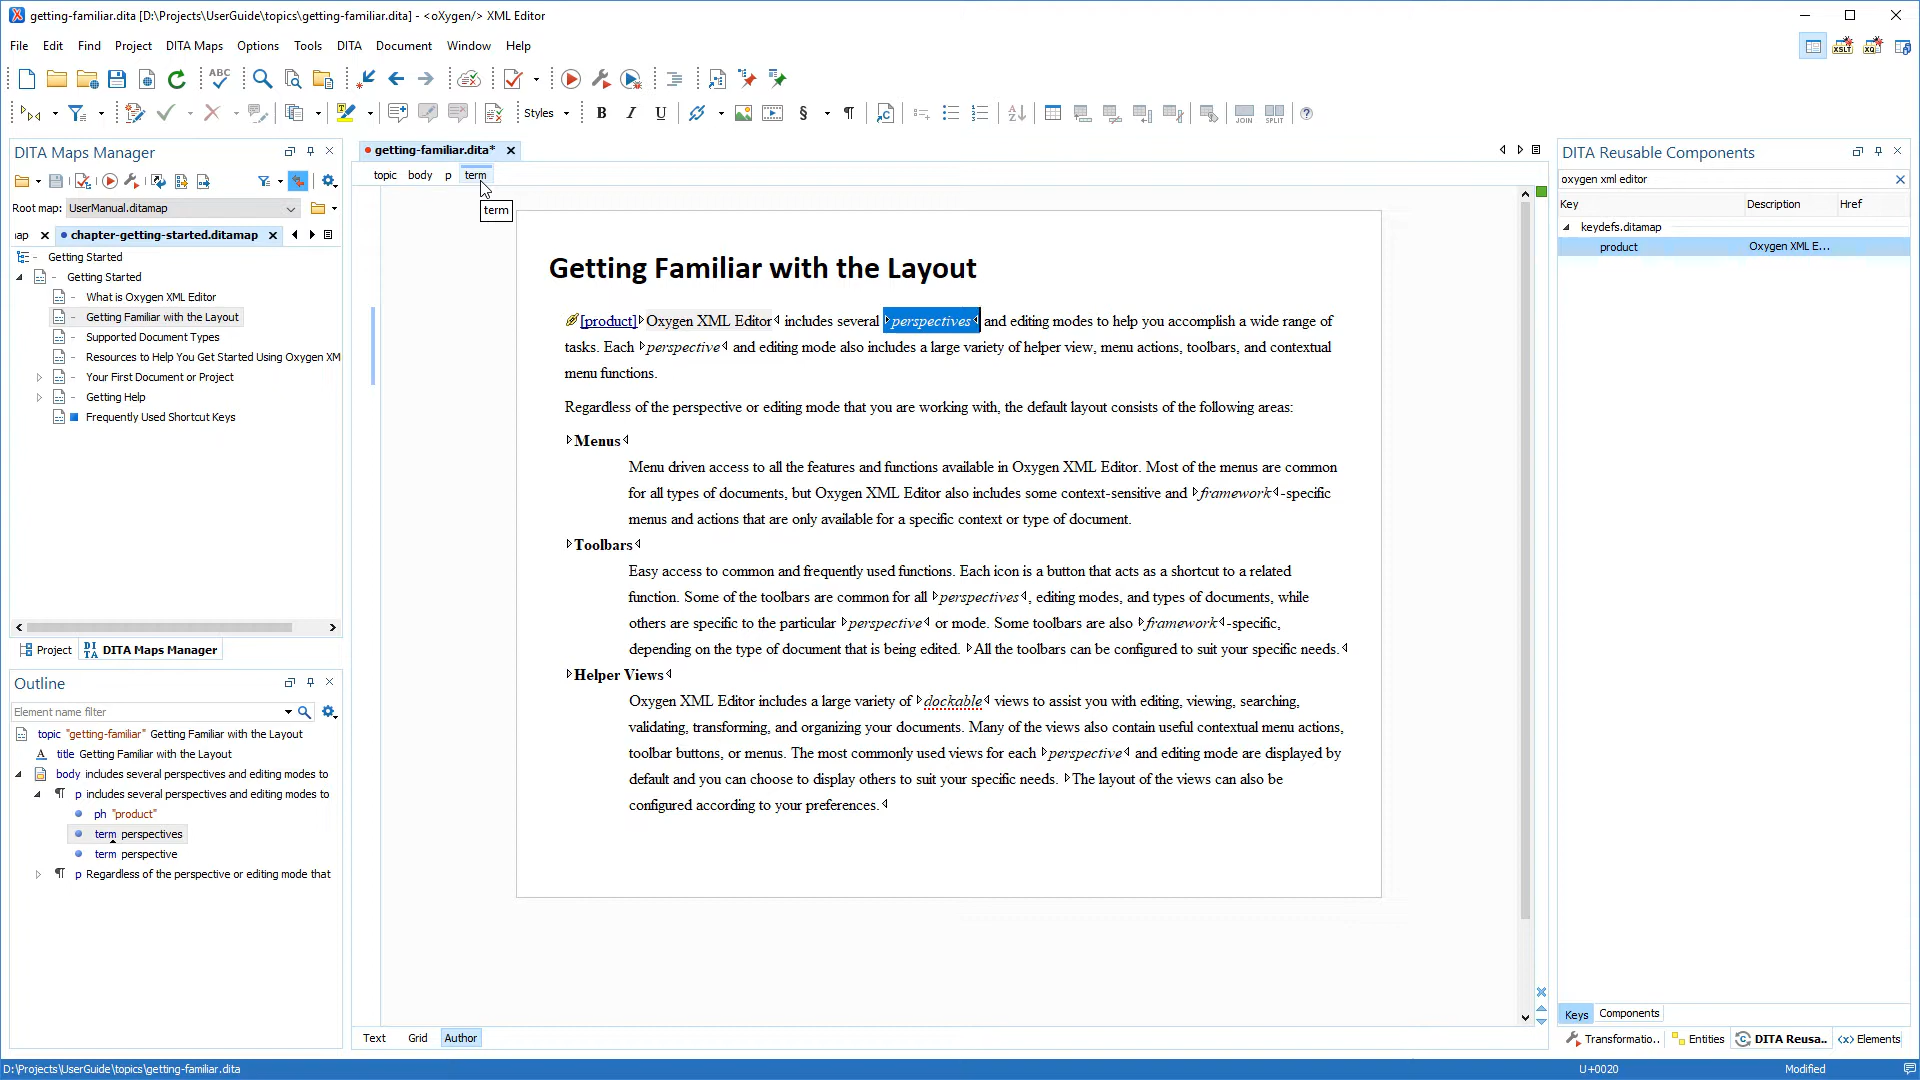 getting-familiar.dita [D:\Projects\UserGuide\topics\getting-familiar.dita] - <oXygen/> XML Editor
File Edit Find Project DITA Maps Options Tools DITA Document Window Help
XSLT XQ
ABC
Styles B I U § ¶ JOIN SPLIT ?
DITA Maps Manager
Root map: UserManual.ditamap
ap chapter-getting-started.ditamap
Getting Started
Getting Started
What is Oxygen XML Editor
Getting Familiar with the Layout
Supported Document Types
Resources to Help You Get Started Using Oxygen XM
Your First Document or Project
Getting Help
Frequently Used Shortcut Keys
Project DITA DITA Maps Manager
Outline
Element name filter
topic "getting-familiar" Getting Familiar with the Layout
title Getting Familiar with the Layout
body includes several perspectives and editing modes to
¶ p includes several perspectives and editing modes to
ph "product"
term perspectives
term perspective
¶ p Regardless of the perspective or editing mode that
getting-familiar.dita*
topic body p term
term
Getting Familiar with the Layout
[product] Oxygen XML Editor includes several perspectives and editing modes to help you accomplish a wide range of
tasks. Each perspective and editing mode also includes a large variety of helper view, menu actions, toolbars, and contextual
menu functions.
Regardless of the perspective or editing mode that you are working with, the default layout consists of the following areas:
Menus
Menu driven access to all the features and functions available in Oxygen XML Editor. Most of the menus are common
for all types of documents, but Oxygen XML Editor also includes some context-sensitive and framework-specific
menus and actions that are only available for a specific context or type of document.
Toolbars
Easy access to common and frequently used functions. Each icon is a button that acts as a shortcut to a related
function. Some of the toolbars are common for all perspectives, editing modes, and types of documents, while
others are specific to the particular perspective or mode. Some toolbars are also framework-specific,
depending on the type of document that is being edited. All the toolbars can be configured to suit your specific needs.
Helper Views
Oxygen XML Editor includes a large variety of dockable views to assist you with editing, viewing, searching,
validating, transforming, and organizing your documents. Many of the views also contain useful contextual menu actions,
toolbar buttons, or menus. The most commonly used views for each perspective and editing mode are displayed by
default and you can choose to display others to suit your specific needs. The layout of the views can also be
configured according to your preferences.
Text Grid Author
DITA Reusable Components
oxygen xml editor
Key Description Href
keydefs.ditamap
product Oxygen XML E...
Keys Components
Transformatio.. Entities DITA Reusa.. Elements
D:\Projects\UserGuide\topics\getting-familiar.dita U+0020 Modified